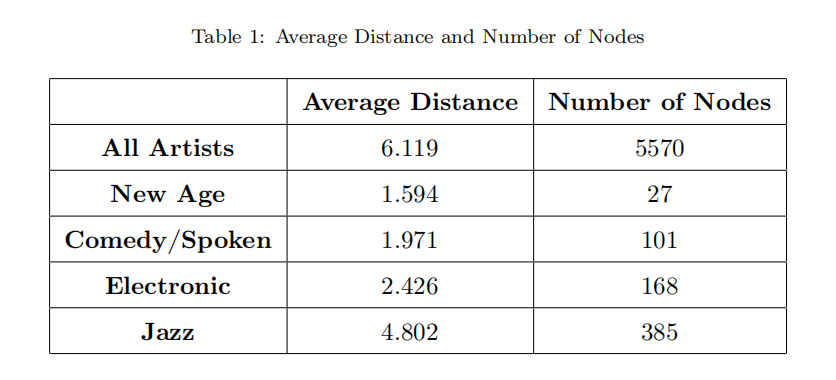 Table 1: Average Distance and Number of Nodes
Average Distance Number of Nodes
All Artists 6.119 5570
New Age 1.594 27
Comedy/Spoken 1.971 101
Electronic 2.426 168
Jazz 4.802 385